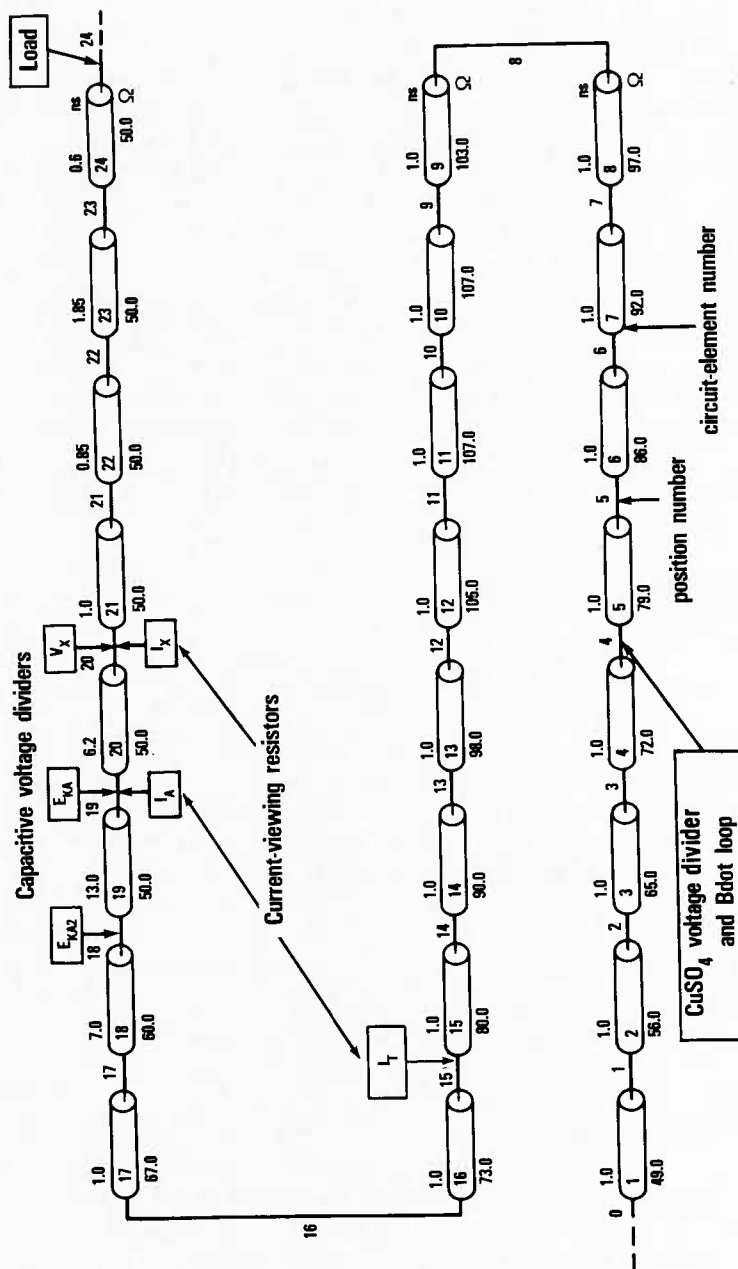 Capacitive voltage dividers
Load
E_KA2
E_KA
V_X
I_A
I_X
1.0 7.0 13.0 6.2 1.0 0.85 1.85 0.6 ns
17 18 19 20 21 22 23 24
17 18 19 20 21 22 23 24
67.0 60.0 50.0 50.0 50.0 50.0 50.0 50.0 Ω
16
Current-viewing resistors
I_T
1.0 1.0 1.0 1.0 1.0 1.0 1.0 1.0 ns
16 15 14 13 12 11 10 9
15 14 13 12 11 10 9
73.0 80.0 90.0 98.0 106.0 107.0 107.0 103.0 Ω
8
1.0 1.0 1.0 1.0 1.0 1.0 1.0 1.0 ns
0 1 2 3 4 5 6 7
1 2 3 4 5 6 7 8
49.0 56.0 65.0 72.0 79.0 86.0 92.0 97.0 Ω
CuSO₄ voltage divider
and Bdot loop
position number
circuit-element number